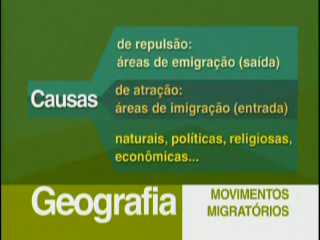 de repulsão:
áreas de emigração (saída)
Causas
de atração:
áreas de imigração (entrada)
naturais, políticas, religiosas,
econômicas...
Geografia
MOVIMENTOS
MIGRATÓRIOS